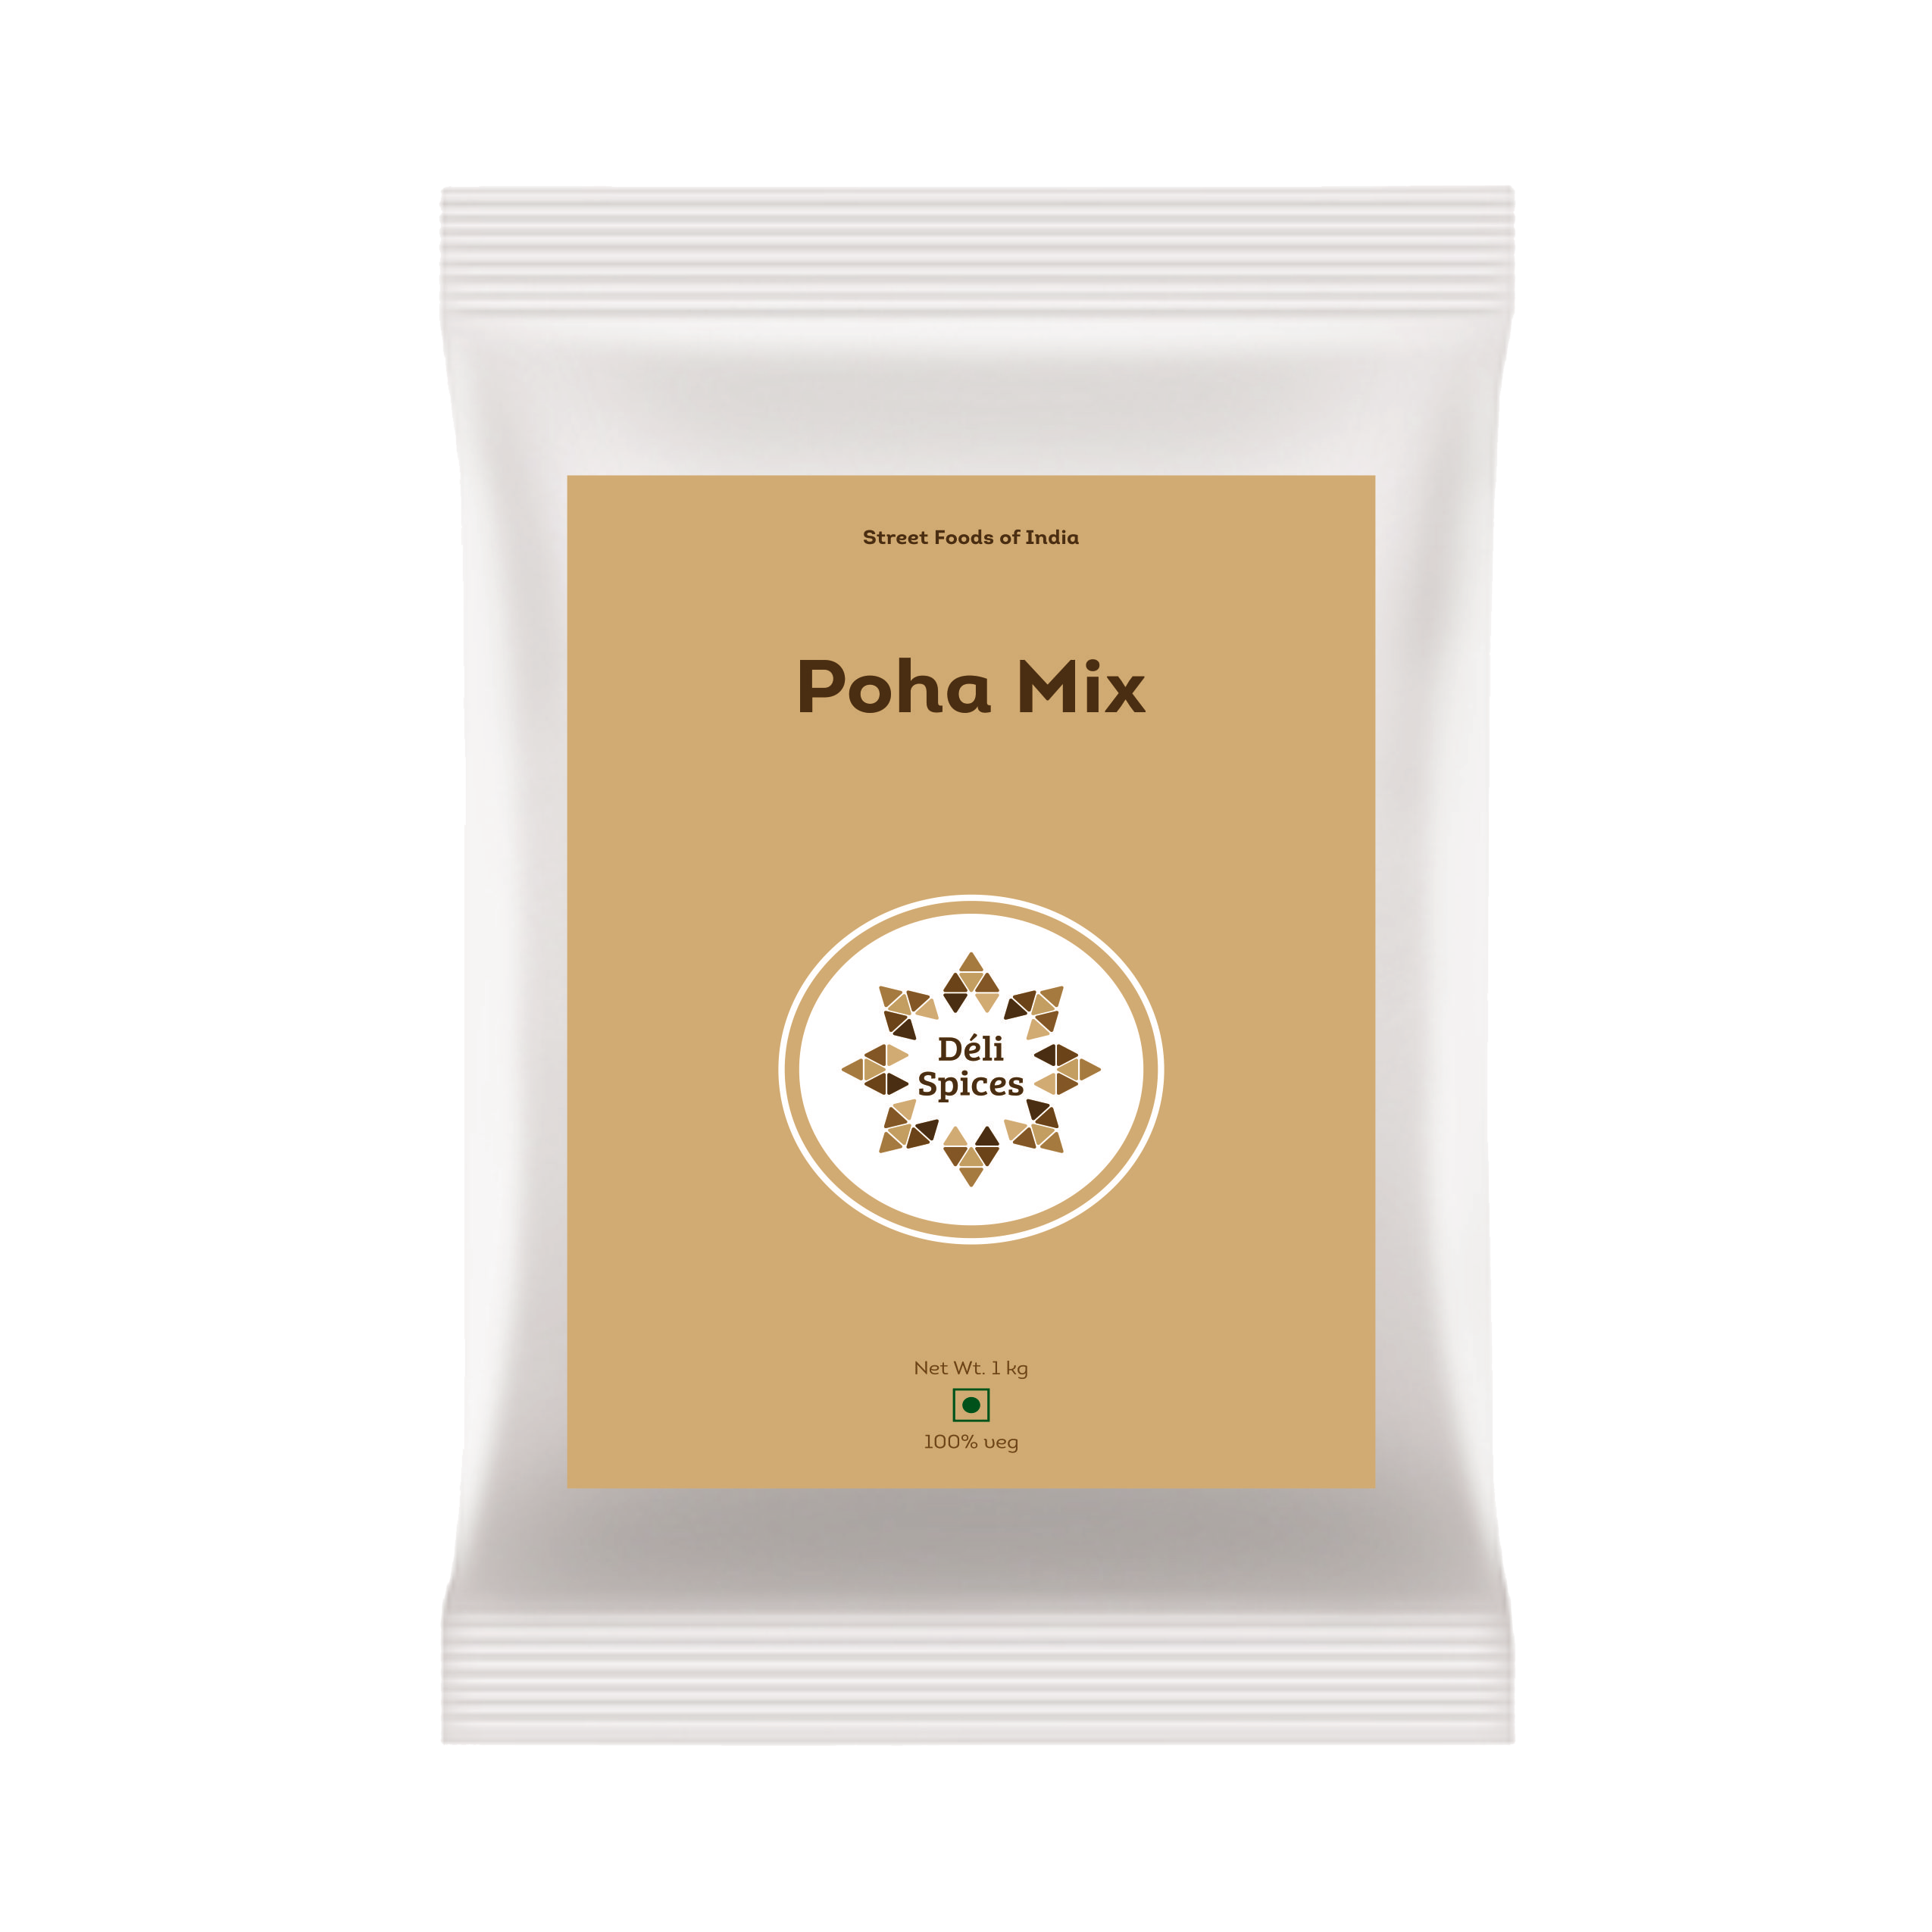 Street Foods of India
Poha Mix
Déli
Spices
Net Wt. 1 kg
100% veg